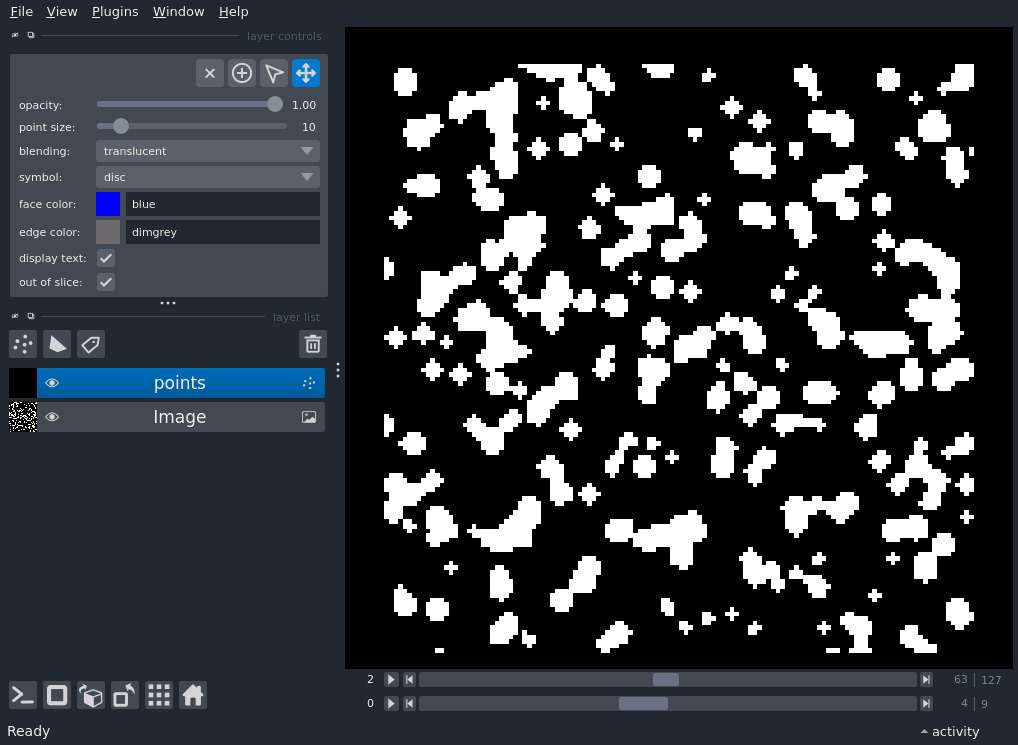 File View Plugins Window Help
layer controls
opacity: 1.00
point size: 10
blending: translucent
symbol: disc
face color: blue
edge color: dimgrey
display text:
out of slice:
layer list
points
Image
2 63 127
0 4 9
Ready activity